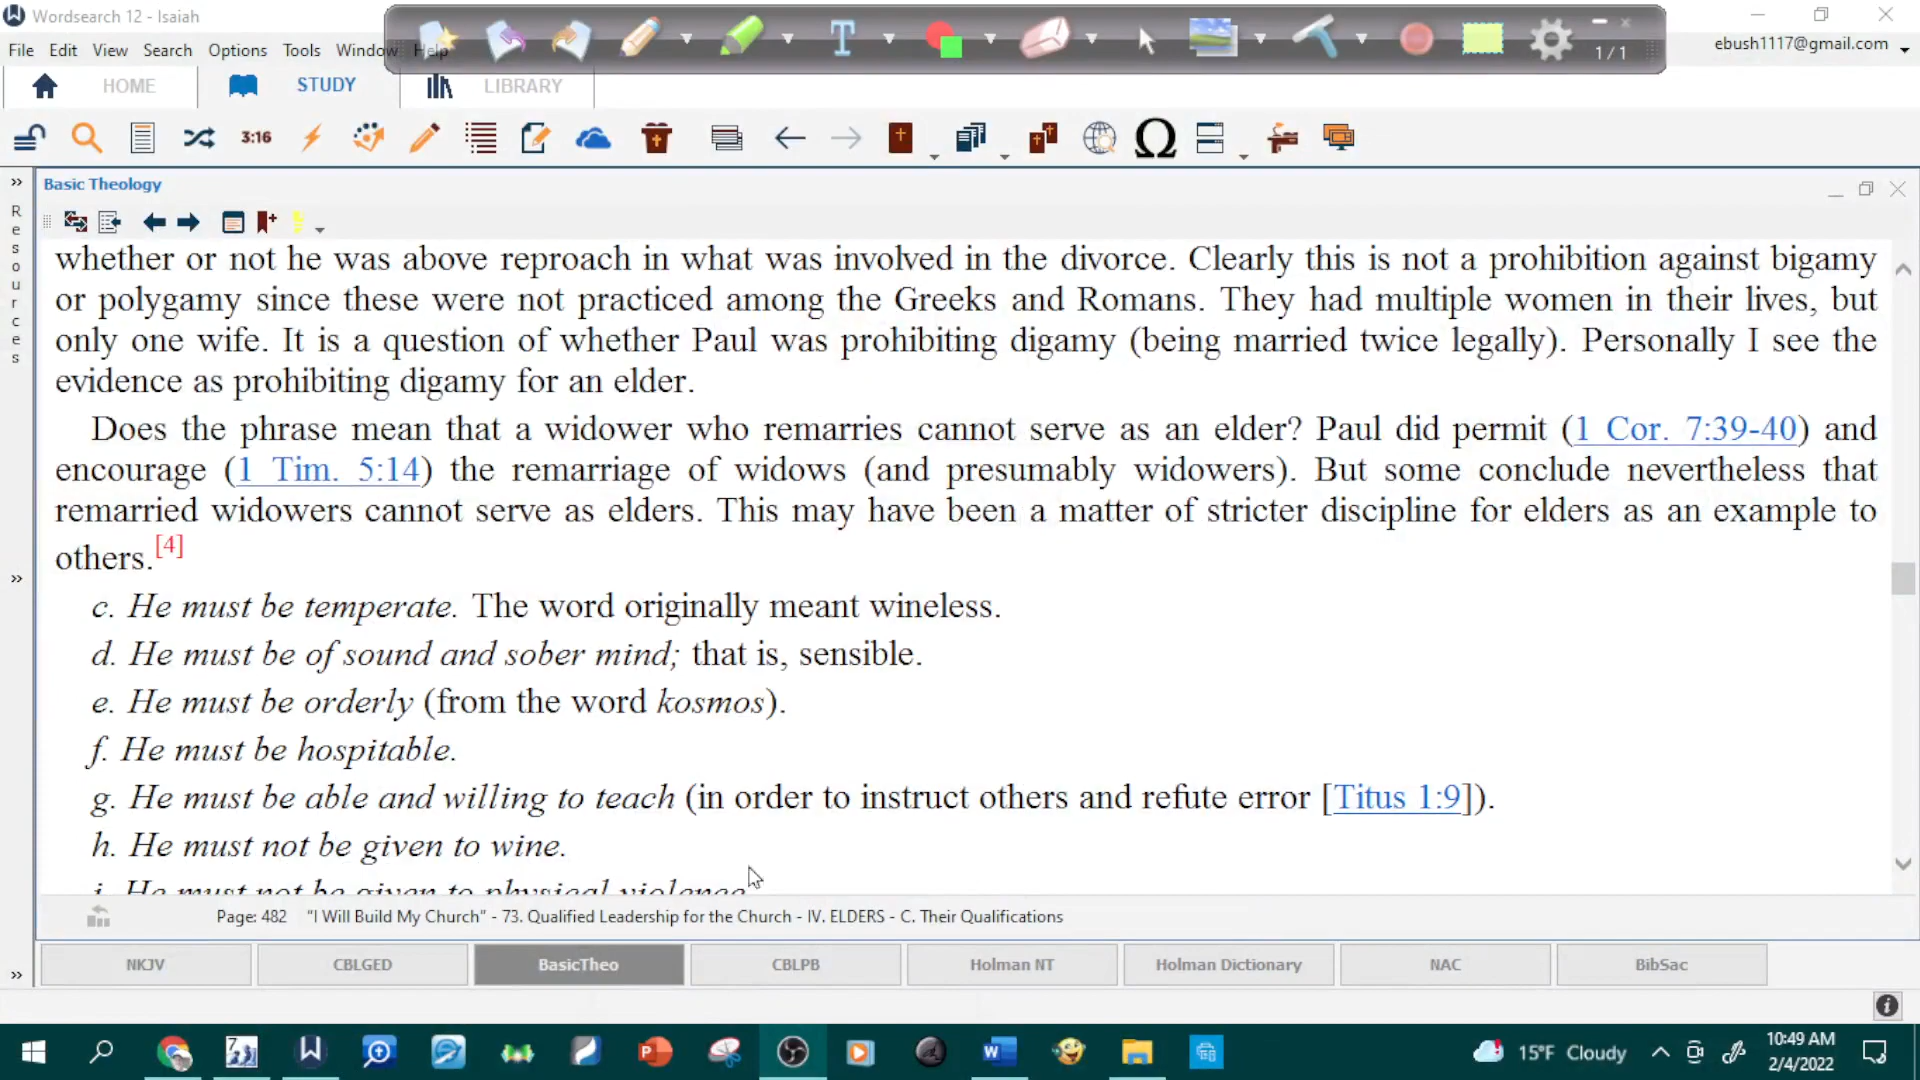 Wordsearch 12 - Isaiah
File Edit View Search Options Tools Window Help
T
1/1
ebush1117@gmail.com
HOME STUDY LIBRARY
3:16 Ω
Basic Theology
Resources
whether or not he was above reproach in what was involved in the divorce. Clearly this is not a prohibition against bigamy
or polygamy since these were not practiced among the Greeks and Romans. They had multiple women in their lives, but
only one wife. It is a question of whether Paul was prohibiting digamy (being married twice legally). Personally I see the
evidence as prohibiting digamy for an elder.
Does the phrase mean that a widower who remarries cannot serve as an elder? Paul did permit (1 Cor. 7:39-40) and
encourage (1 Tim. 5:14) the remarriage of widows (and presumably widowers). But some conclude nevertheless that
remarried widowers cannot serve as elders. This may have been a matter of stricter discipline for elders as an example to
others.[4]
c. He must be temperate. The word originally meant wineless.
d. He must be of sound and sober mind; that is, sensible.
e. He must be orderly (from the word kosmos).
f. He must be hospitable.
g. He must be able and willing to teach (in order to instruct others and refute error [Titus 1:9]).
h. He must not be given to wine.
i. He must not be given to physical violence.
Page: 482 "I Will Build My Church" - 73. Qualified Leadership for the Church - IV. ELDERS - C. Their Qualifications
NKJV CBLGED BasicTheo CBLPB Holman NT Holman Dictionary NAC BibSac
15°F Cloudy
10:49 AM
2/4/2022